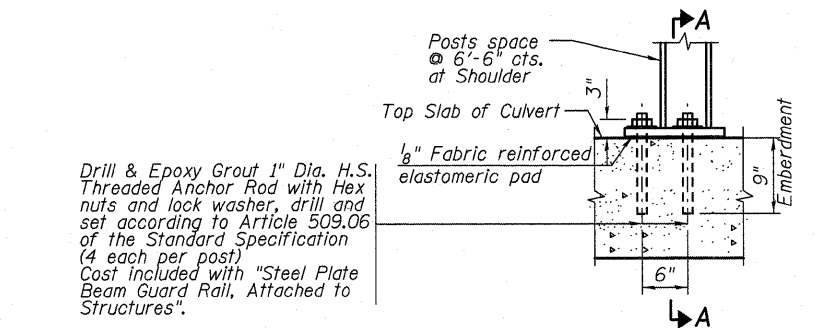 A
Posts space
@ 6'-6" cts.
at Shoulder
3"
Top Slab of Culvert
1/8" Fabric reinforced
elastomeric pad
9"
Emberdment
Drill & Epoxy Grout 1" Dia. H.S.
Threaded Anchor Rod with Hex
nuts and lock washer, drill and
set according to Article 509.06
of the Standard Specification
(4 each per post)
Cost included with "Steel Plate
Beam Guard Rail, Attached to
Structures".
6"
A